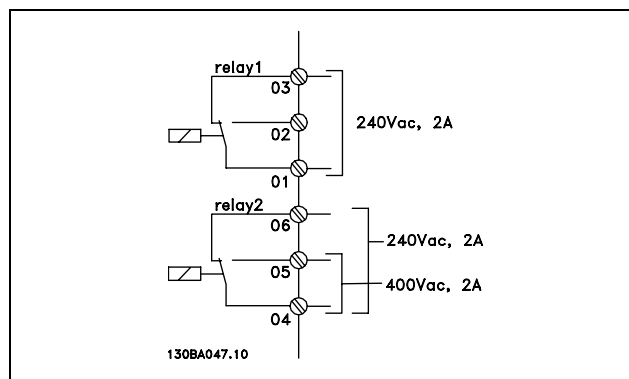 relay1
03
02
240Vac, 2A
01
relay2
06
240Vac, 2A
05
400Vac, 2A
04
130BA047.10